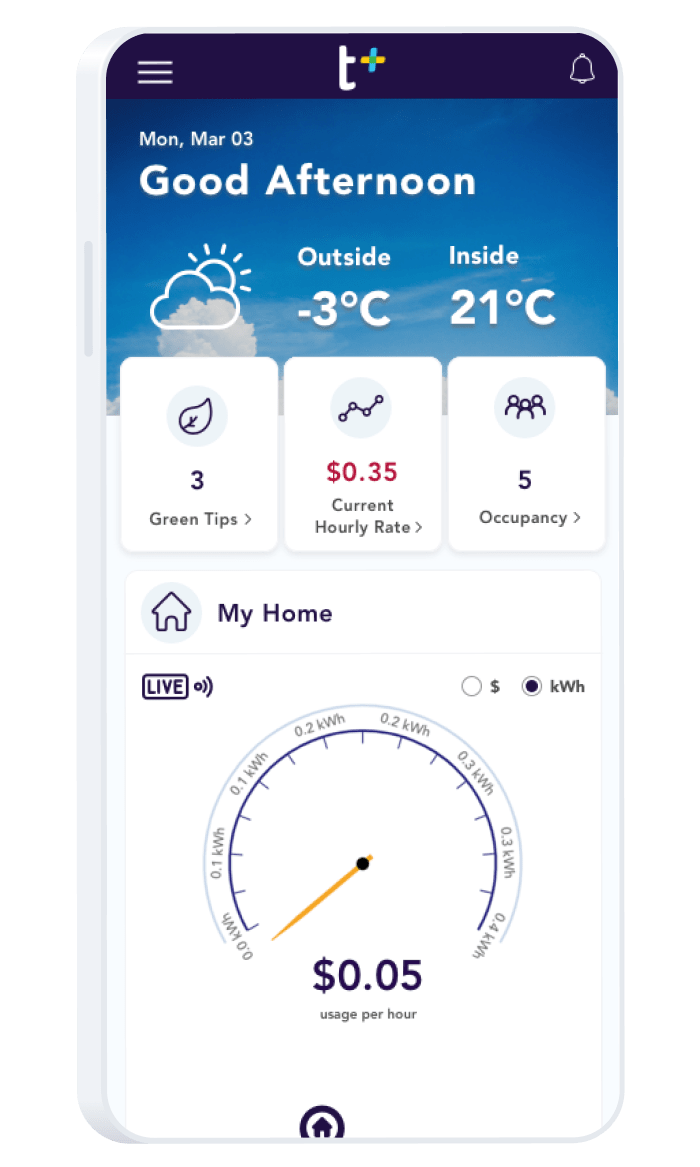 t+
Mon, Mar 03
Good Afternoon
Outside
Inside
-3°C
21°C
3
Green Tips >
$0.35
Current
Hourly Rate >
5
Occupancy >
My Home
LIVE
$
kWh
0.0 kWh
0.1 kWh
0.1 kWh
0.2 kWh
0.2 kWh
0.3 kWh
0.3 kWh
0.4 kWh
$0.05
usage per hour